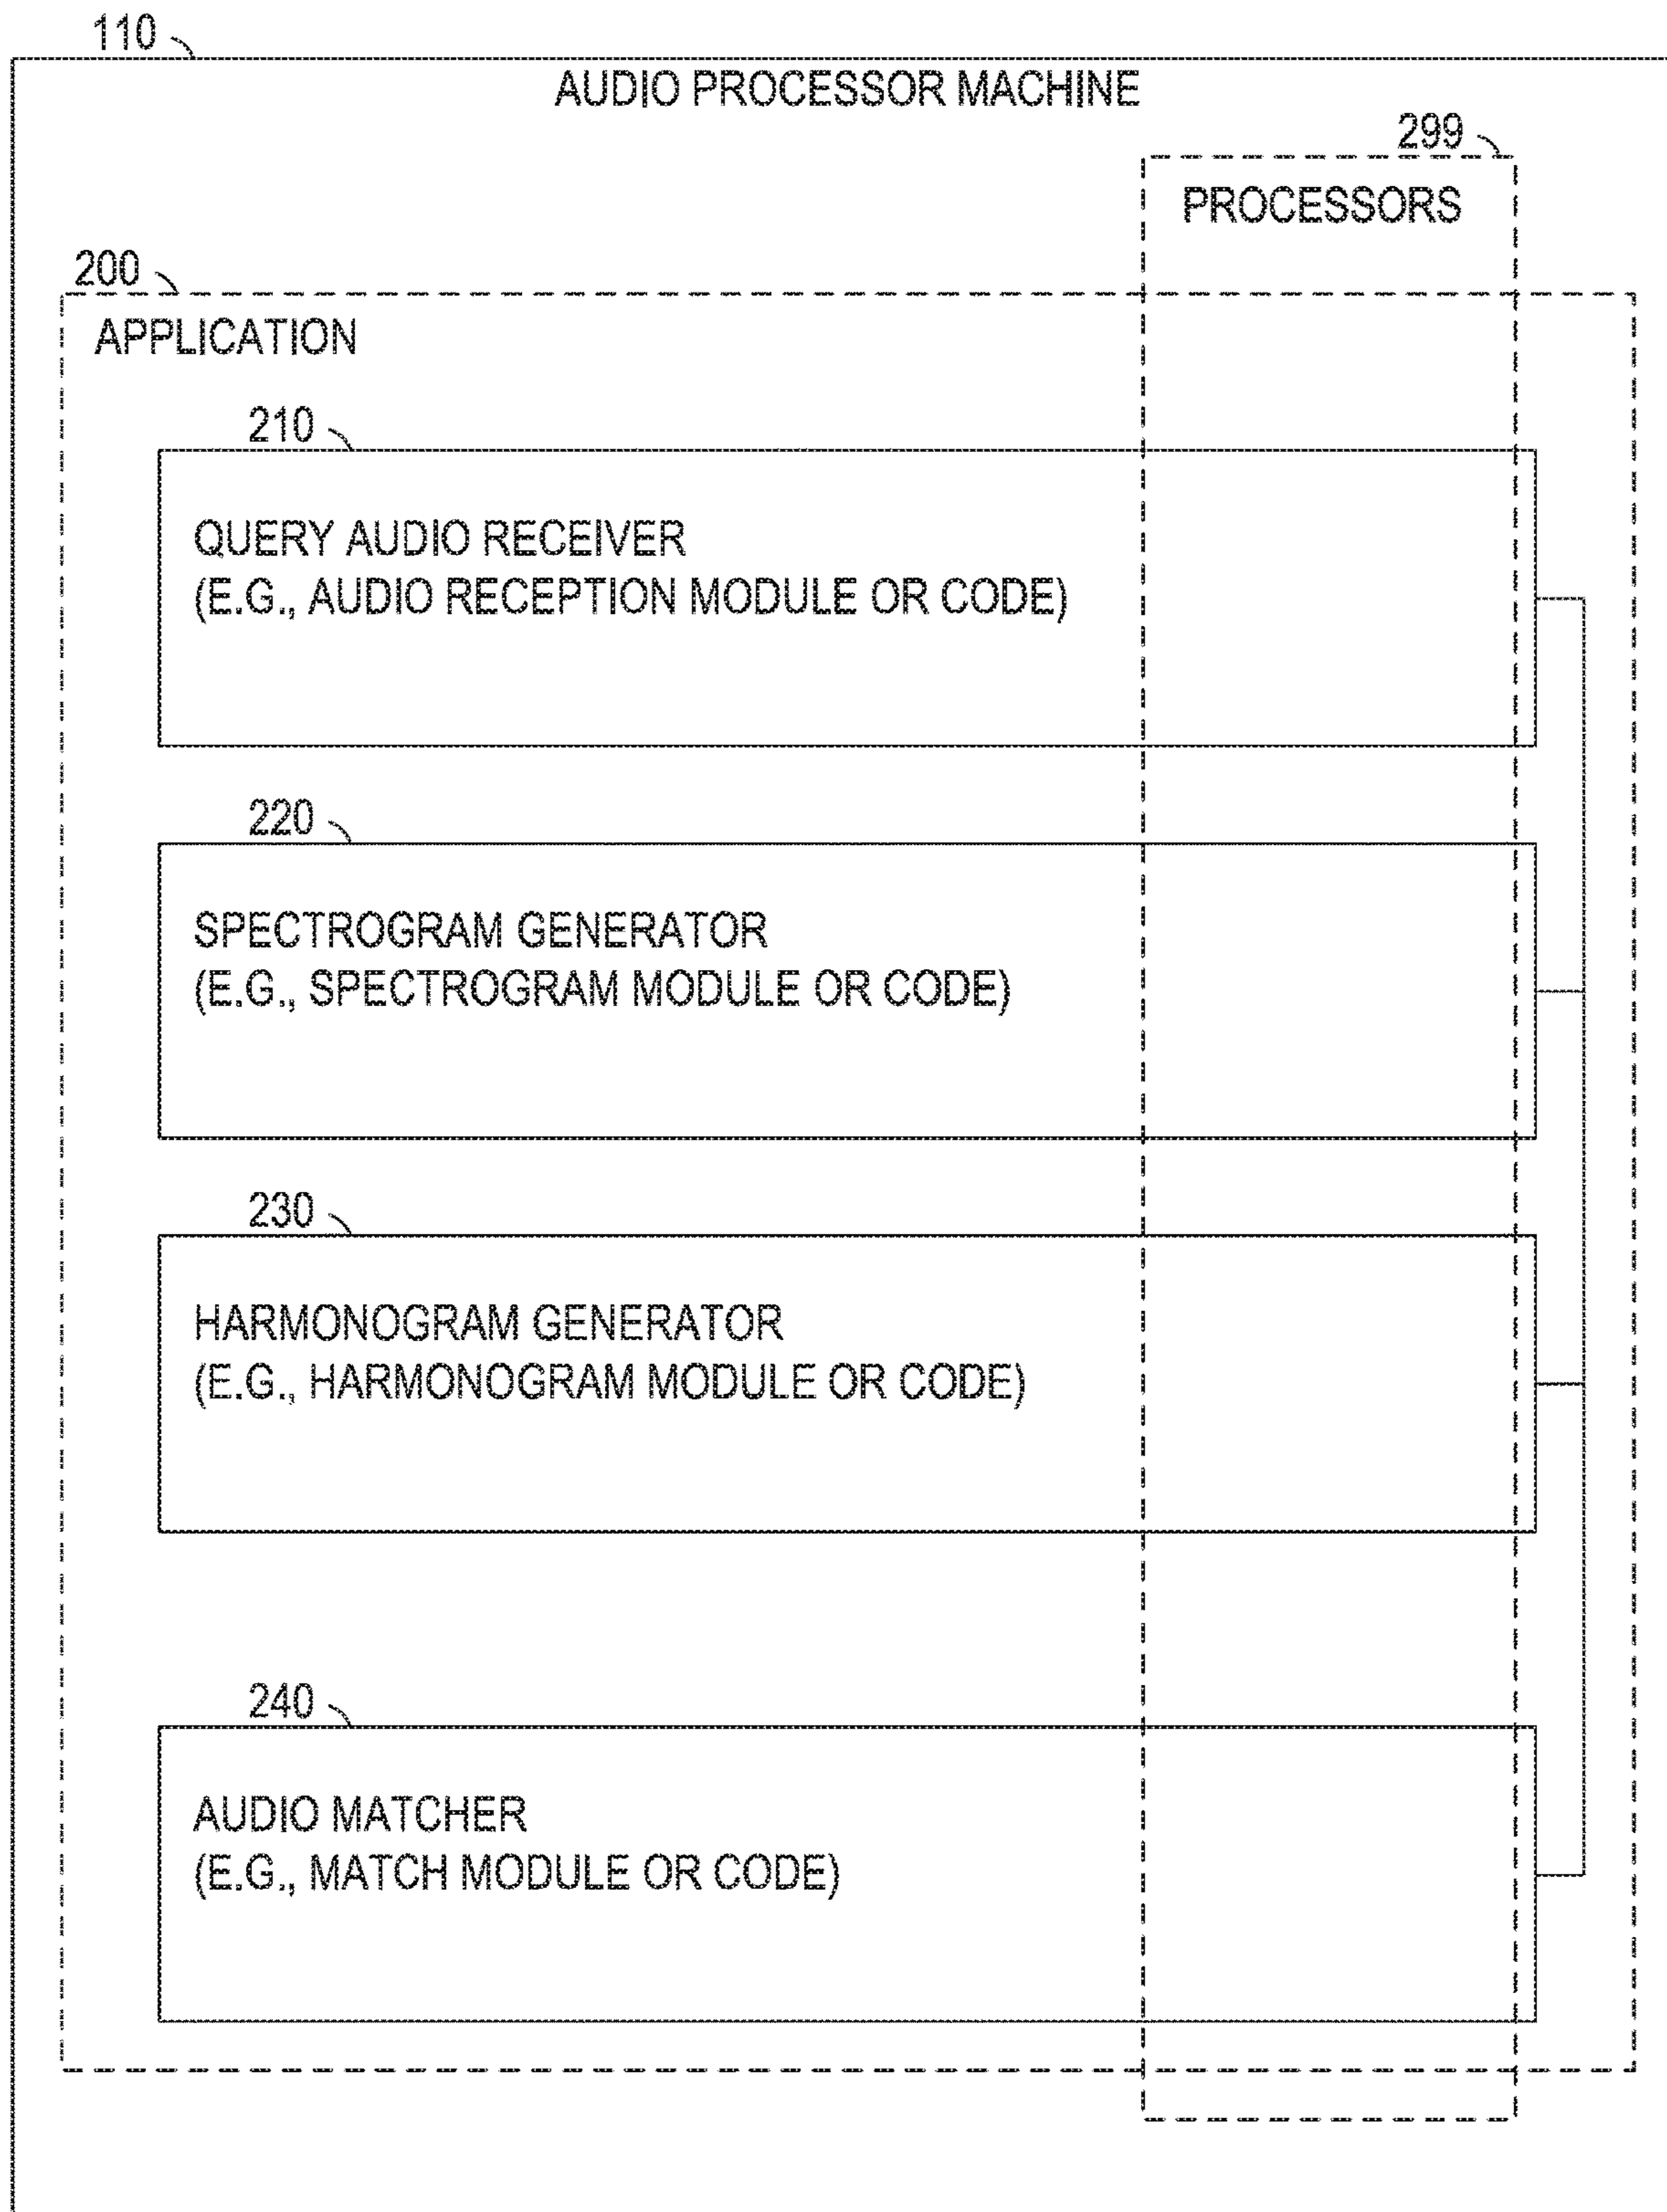 110
AUDIO PROCESSOR MACHINE
299
PROCESSORS
200
APPLICATION
210
QUERY AUDIO RECEIVER
(E.G., AUDIO RECEPTION MODULE OR CODE)
220
SPECTROGRAM GENERATOR
(E.G., SPECTROGRAM MODULE OR CODE)
230
HARMONOGRAM GENERATOR
(E.G., HARMONOGRAM MODULE OR CODE)
240
AUDIO MATCHER
(E.G., MATCH MODULE OR CODE)